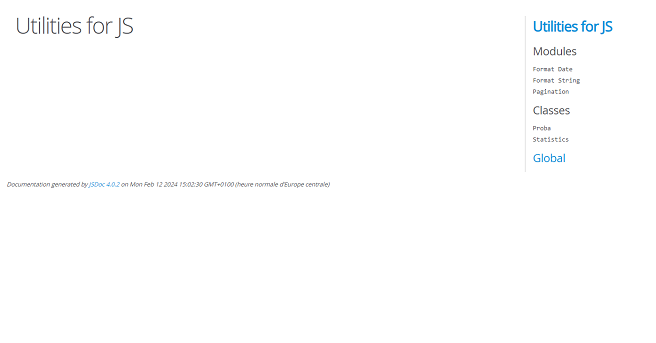 Utilities for JS
Utilities for JS
Modules
Format Date
Format String
Pagination
Classes
Proba
Statistics
Global
Documentation generated by JSDoc 4.0.2 on Mon Feb 12 2024 15:02:30 GMT+0100 (heure normale d’Europe centrale)